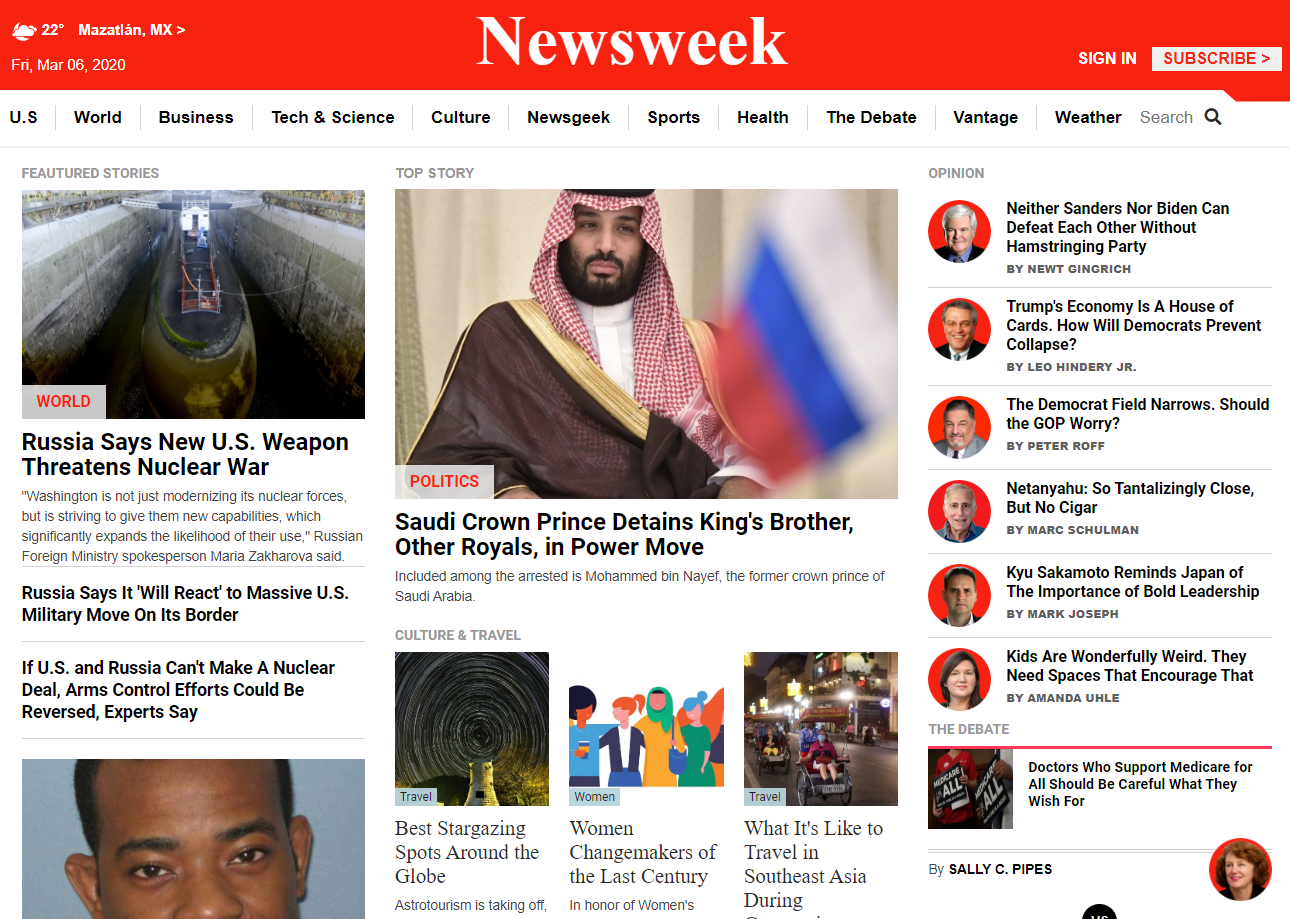 22°
Mazatlán, MX >
Fri, Mar 06, 2020
Newsweek
SIGN IN
SUBSCRIBE >
U.S
World
Business
Tech & Science
Culture
Newsgeek
Sports
Health
The Debate
Vantage
Weather
Search
FEAUTURED STORIES
WORLD
Russia Says New U.S. Weapon
Threatens Nuclear War
"Washington is not just modernizing its nuclear forces,
but is striving to give them new capabilities, which
significantly expands the likelihood of their use," Russian
Foreign Ministry spokesperson Maria Zakharova said.
Russia Says It 'Will React' to Massive U.S.
Military Move On Its Border
If U.S. and Russia Can't Make A Nuclear
Deal, Arms Control Efforts Could Be
Reversed, Experts Say
TOP STORY
POLITICS
Saudi Crown Prince Detains King's Brother,
Other Royals, in Power Move
Included among the arrested is Mohammed bin Nayef, the former crown prince of
Saudi Arabia.
CULTURE & TRAVEL
Travel
Best Stargazing
Spots Around the
Globe
Astrotourism is taking off,
Women
Women
Changemakers of
the Last Century
In honor of Women's
Travel
What It's Like to
Travel in
Southeast Asia
During
OPINION
Neither Sanders Nor Biden Can
Defeat Each Other Without
Hamstringing Party
BY NEWT GINGRICH
Trump's Economy Is A House of
Cards. How Will Democrats Prevent
Collapse?
BY LEO HINDERY JR.
The Democrat Field Narrows. Should
the GOP Worry?
BY PETER ROFF
Netanyahu: So Tantalizingly Close,
But No Cigar
BY MARC SCHULMAN
Kyu Sakamoto Reminds Japan of
The Importance of Bold Leadership
BY MARK JOSEPH
Kids Are Wonderfully Weird. They
Need Spaces That Encourage That
BY AMANDA UHLE
THE DEBATE
MEDICARE
ALL
MEDICARE
ALL
Doctors Who Support Medicare for
All Should Be Careful What They
Wish For
By SALLY C. PIPES
VS